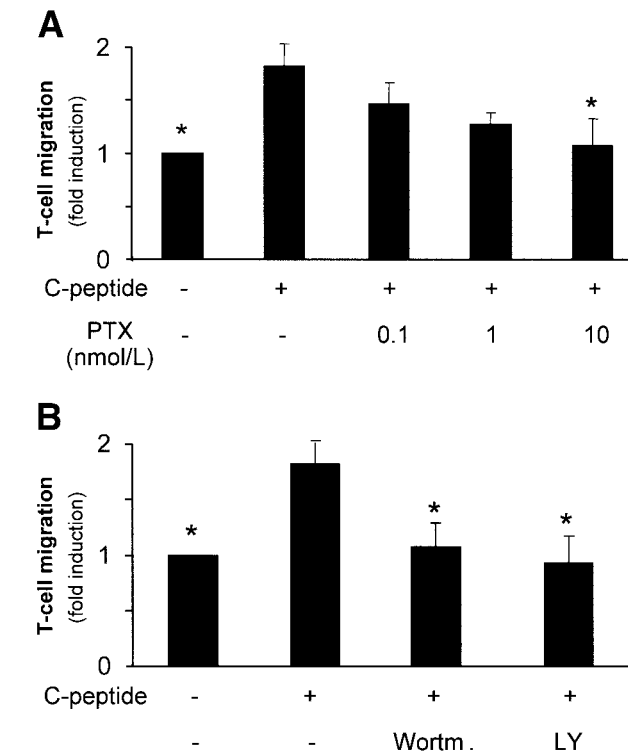 A
T-cell migration
(fold induction)
2
*
*
1
0
C-peptide - + + + +
PTX - - 0.1 1 10
(nmol/L)
B
T-cell migration
(fold induction)
2
*
*
*
1
0
C-peptide - + + +
- - Wortm . LY